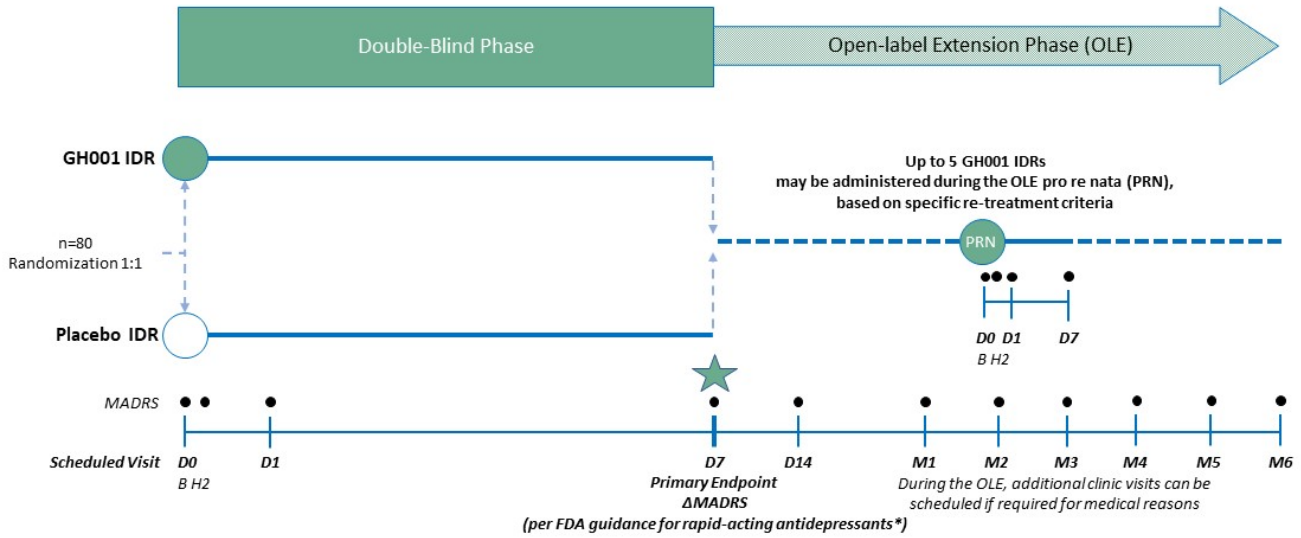 Double-Blind Phase
Open-label Extension Phase (OLE)
GH001 IDR
Up to 5 GH001 IDRs
may be administered during the OLE pro re nata (PRN),
based on specific re-treatment criteria
n=80
Randomization 1:1
PRN
Placebo IDR
D0 D1 D7
B H2
MADRS
Scheduled Visit D0 D1 D7 D14 M1 M2 M3 M4 M5 M6
B H2
Primary Endpoint
ΔMADRS
(per FDA guidance for rapid-acting antidepressants*)
During the OLE, additional clinic visits can be
scheduled if required for medical reasons